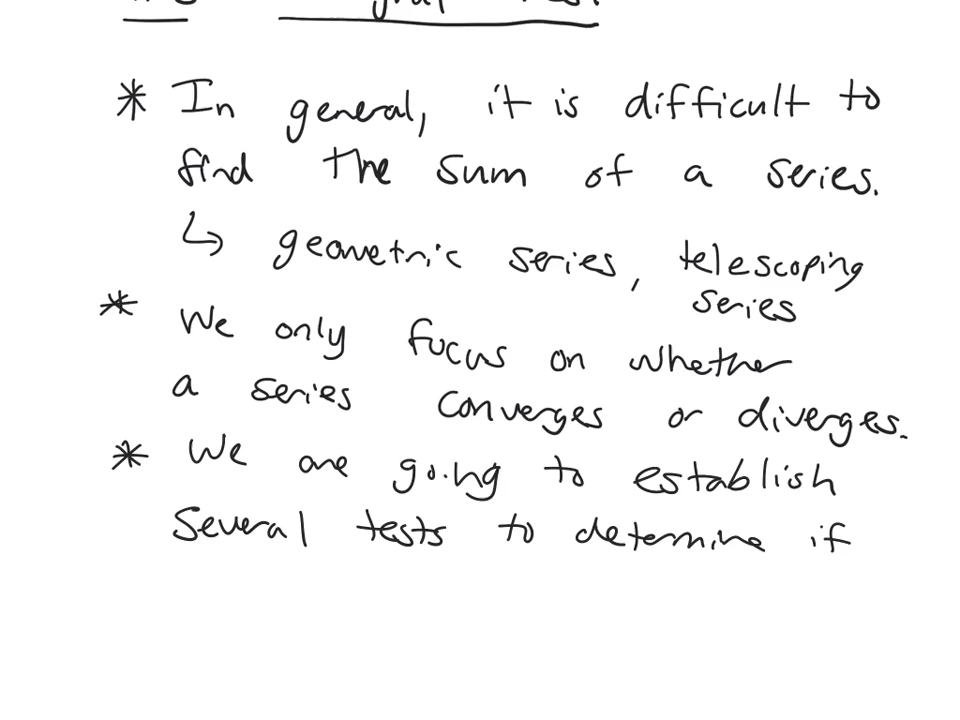 * In general, it is difficult to
find the sum of a series.
↳ geometric series, telescoping
series
* We only focus on whether
a series converges or diverges.
* We are going to establish
several tests to determine if